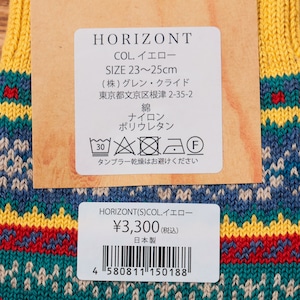 HORIZONT
COL. イエロー
SIZE 23〜25cm
(株)グレン・クライド
東京都文京区根津 2-35-2
綿
ナイロン
ポリウレタン
30 F
タンブラー乾燥はお避けください
HORIZONT(S)COL.イエロー
¥3,300(税込)
日本製
4 580811 150188